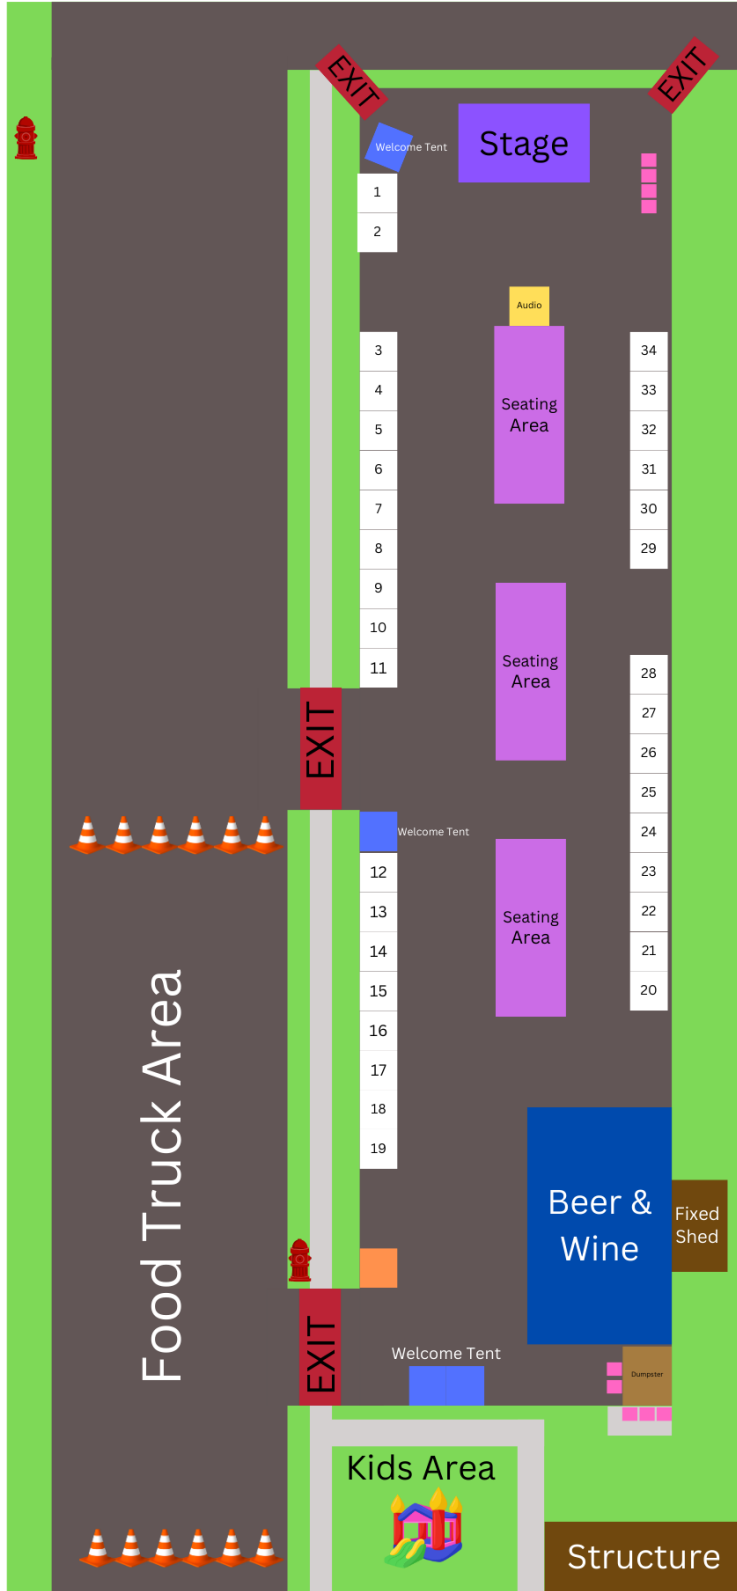 EXIT
EXIT
Welcome Tent
Stage
1
2
Audio
3
4
5
6
7
8
9
10
11
Seating
Area
34
33
32
31
30
29
Seating
Area
28
27
26
25
24
23
22
21
20
EXIT
Welcome Tent
12
13
14
15
16
17
18
19
Seating
Area
Food Truck Area
Beer &
Wine
Fixed
Shed
EXIT
Welcome Tent
Dumpster
Kids Area
Structure